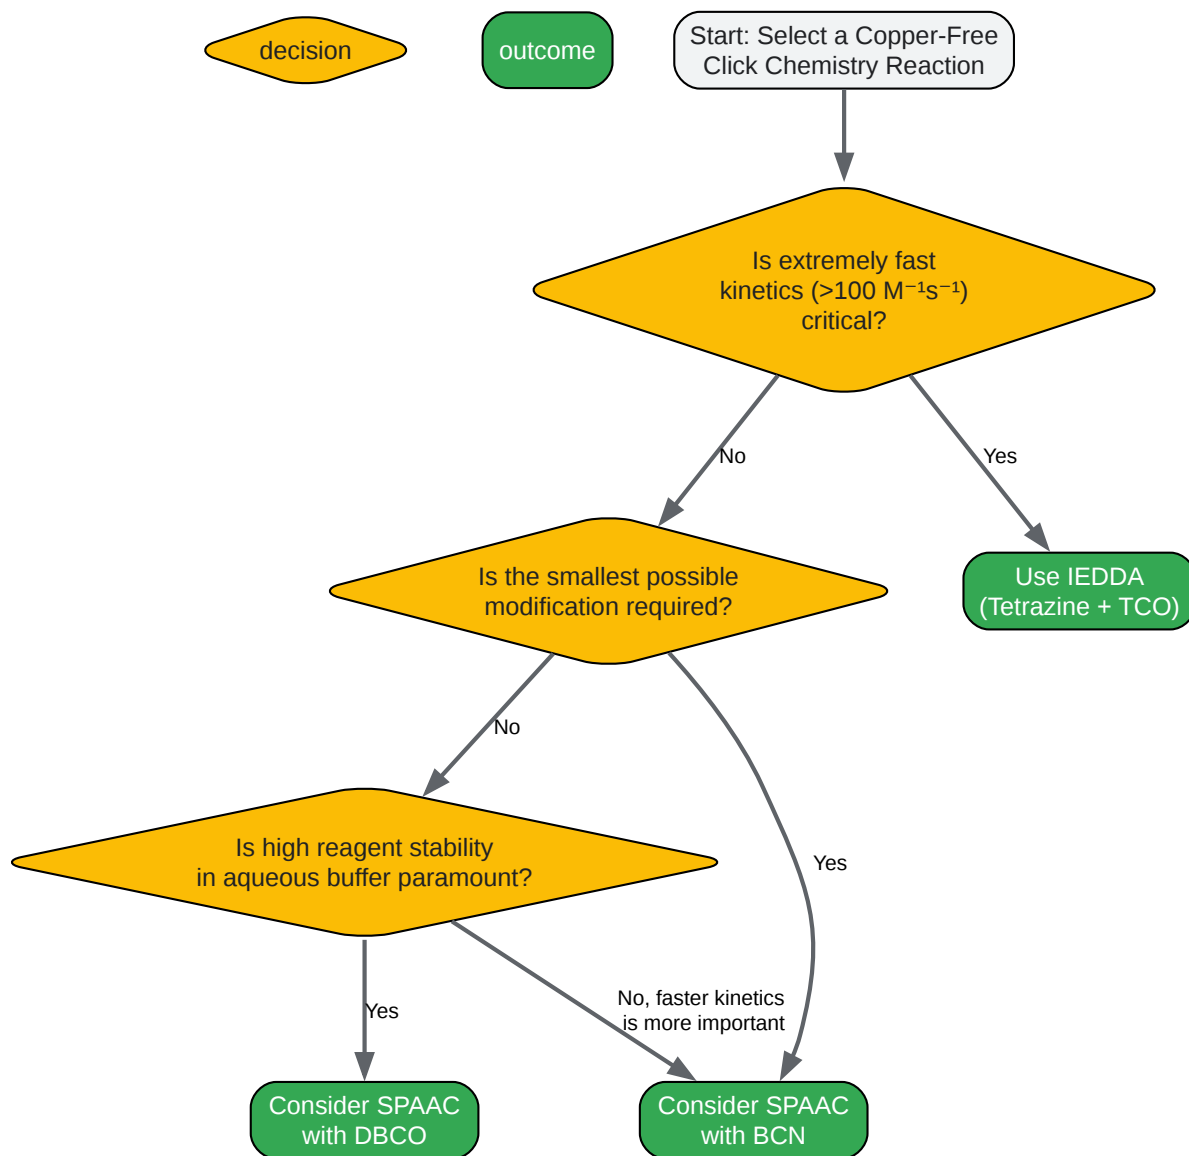 decision
outcome
Start: Select a Copper-Free
Click Chemistry Reaction
Is extremely fast
kinetics (>100 M⁻¹s⁻¹)
critical?
No
Yes
Is the smallest possible
modification required?
Use IEDDA
(Tetrazine + TCO)
No
Yes
Is high reagent stability
in aqueous buffer paramount?
Yes
No, faster kinetics
is more important
Consider SPAAC
with DBCO
Consider SPAAC
with BCN